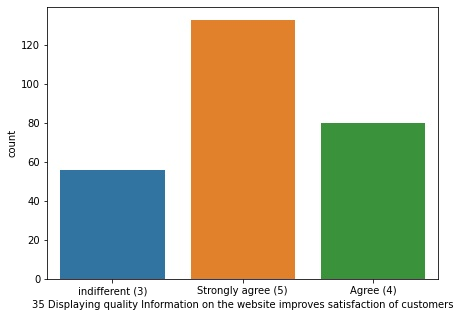 120
100
80
60
40
20
0
count
indifferent (3) Strongly agree (5) Agree (4)
35 Displaying quality Information on the website improves satisfaction of customers